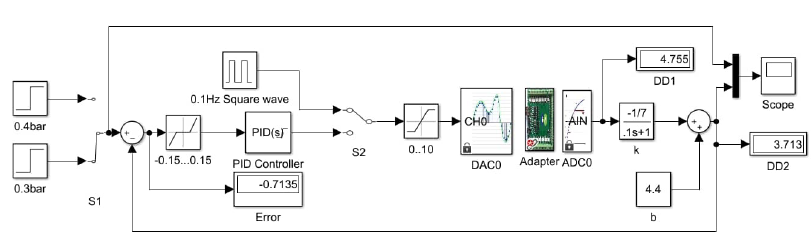 0.4bar
0.3bar
S1
-0.15...0.15
0.1Hz Square wave
PID(s)
PID Controller
-0.7135
Error
S2
0..10
CH0
DAC0
Adapter
AIN
ADC0
4.755
DD1
-1/7
.1s+1
k
4.4
b
Scope
3.713
DD2